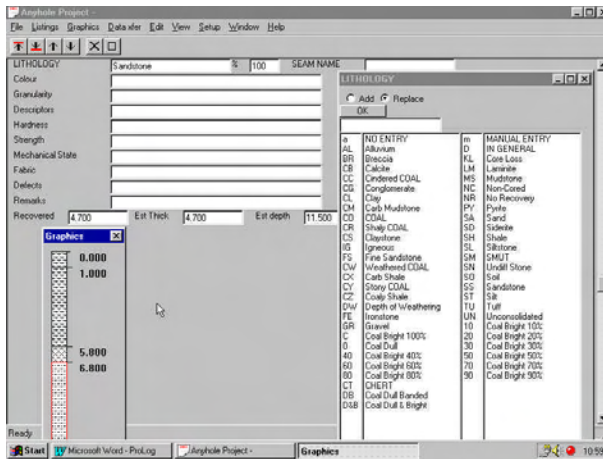 Anyhole Project -
File Listings Graphics Data xfer Edit View Setup Window Help
LITHOLOGY Sandstone % 100 SEAM NAME
Colour
Granularity
Descriptors
Hardness
Strength
Mechanical State
Fabric
Defects
Remarks
Recovered 4.700 Est Thick 4.700 Est depth 11.500
Graphics
0.000
1.000
5.800
6.800
LITHOLOGY
Add Replace
OK
a NO ENTRY m MANUAL ENTRY
AL Alluvium D IN GENERAL
BR Breccia KL Core Loss
CB Calcite LM Laminite
CC Cindered COAL MS Mudstone
CG Conglomerate NC Non-Cored
CL Clay NR No Recovery
CM Carb Mudstone PY Pyrite
CO COAL SA Sand
CR Shaly COAL SD Siderite
CS Claystone SH Shale
IG Igneous SL Siltstone
FS Fine Sandstone SM SMUT
CW Weathered COAL SN Undiff Stone
CX Carb Shale SO Soil
CY Stony COAL SS Sandstone
CZ Coaly Shale ST Silt
DW Depth of Weathering TU Tuff
FE Ironstone UN Unconsolidated
GR Gravel 10 Coal Bright 10%
C Coal Bright 100% 20 Coal Bright 20%
0 Coal Dull 30 Coal Bright 30%
40 Coal Bright 40% 50 Coal Bright 50%
60 Coal Bright 60% 70 Coal Bright 70%
80 Coal Bright 80% 90 Coal Bright 90%
CT CHERT
DB Coal Dull Banded
D&B Coal Dull & Bright
Ready
Start Microsoft Word - ProLog Anyhole Project - Graphics 10:59